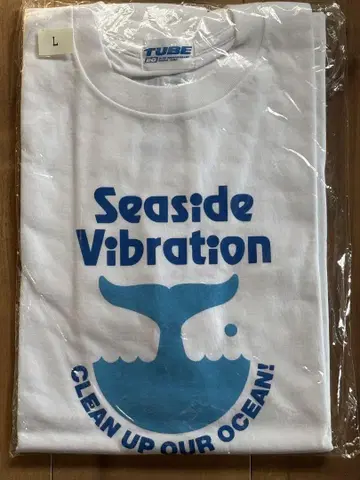 L
TUBE
Seaside
Vibration
CLEAN UP OUR OCEAN!